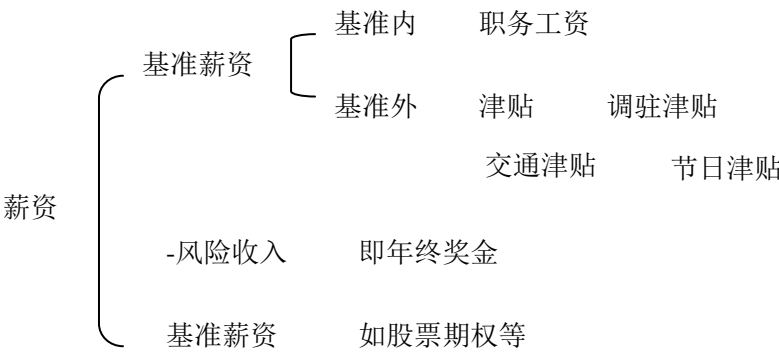 基准内 职务工资
基准薪资
基准外 津贴 调驻津贴
交通津贴 节日津贴
薪资
-风险收入 即年终奖金
基准薪资 如股票期权等